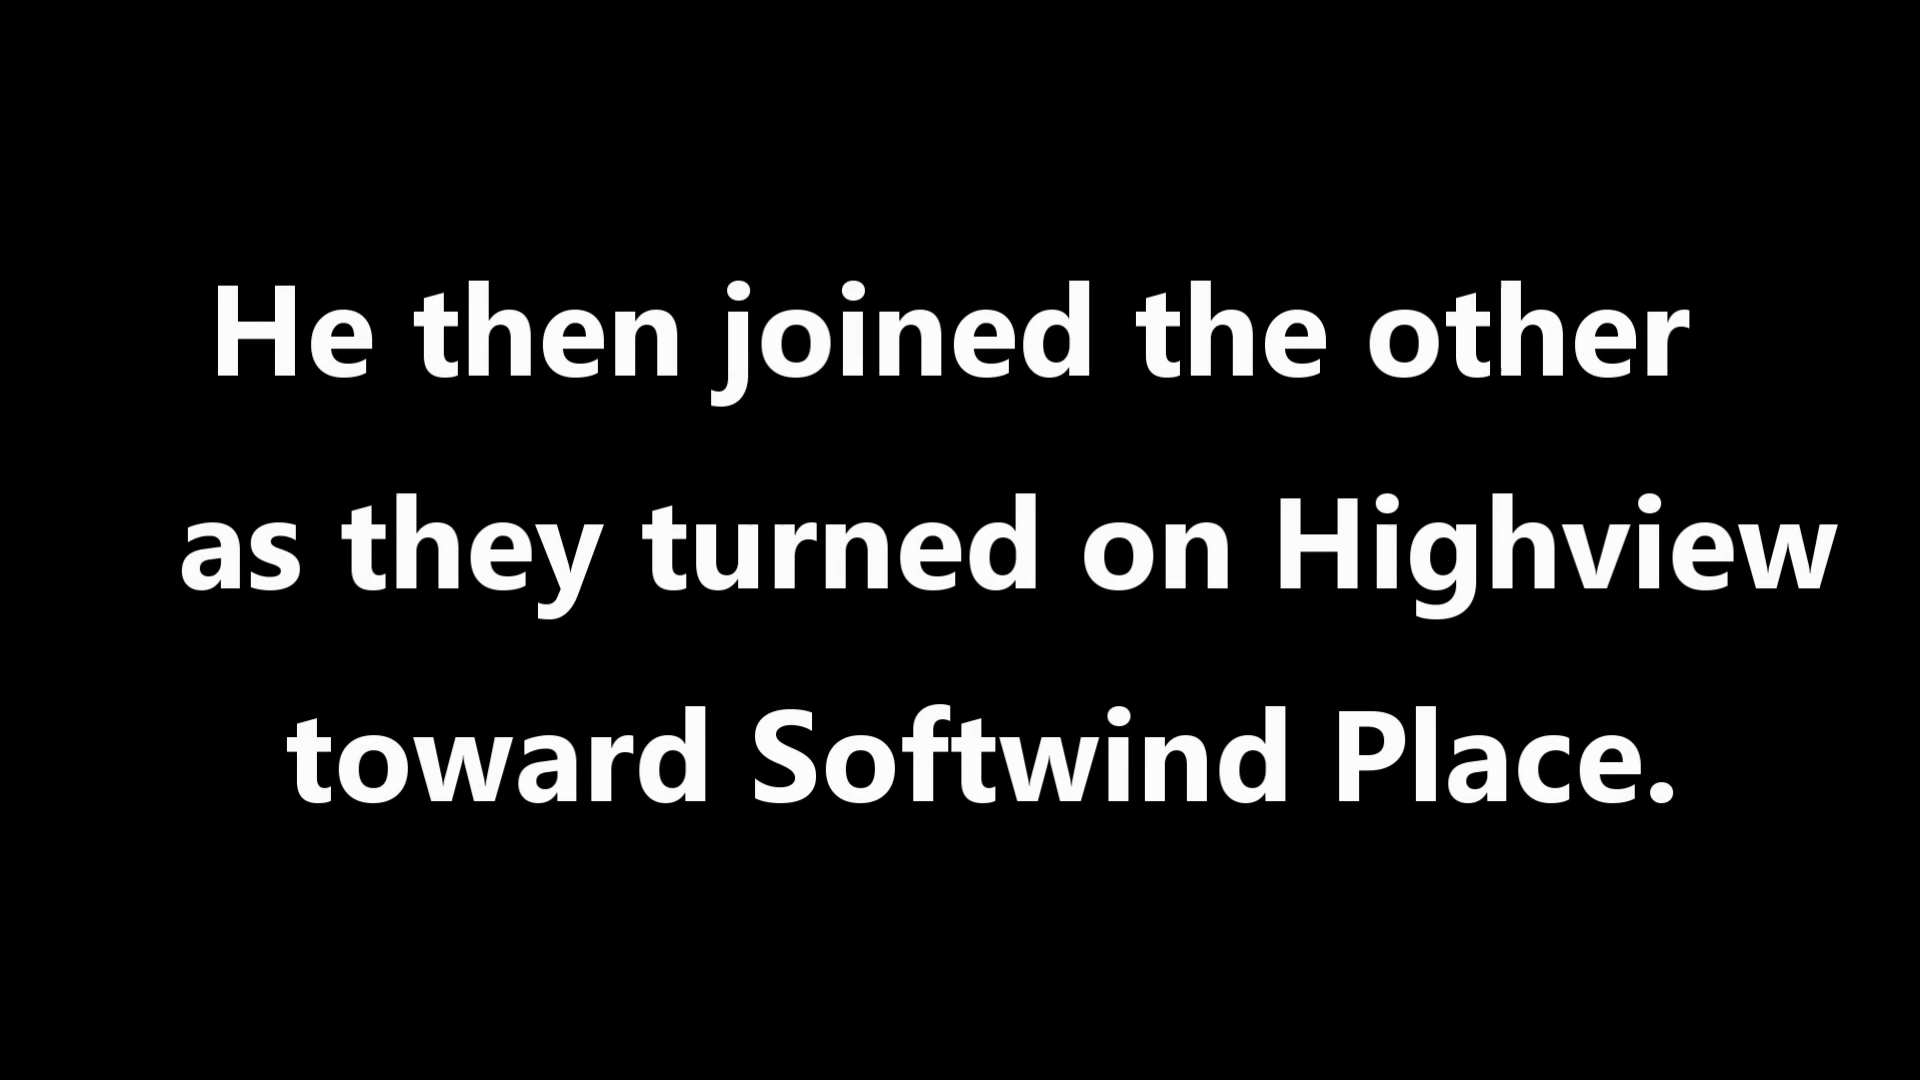 He then joined the other
as they turned on Highview
toward Softwind Place.